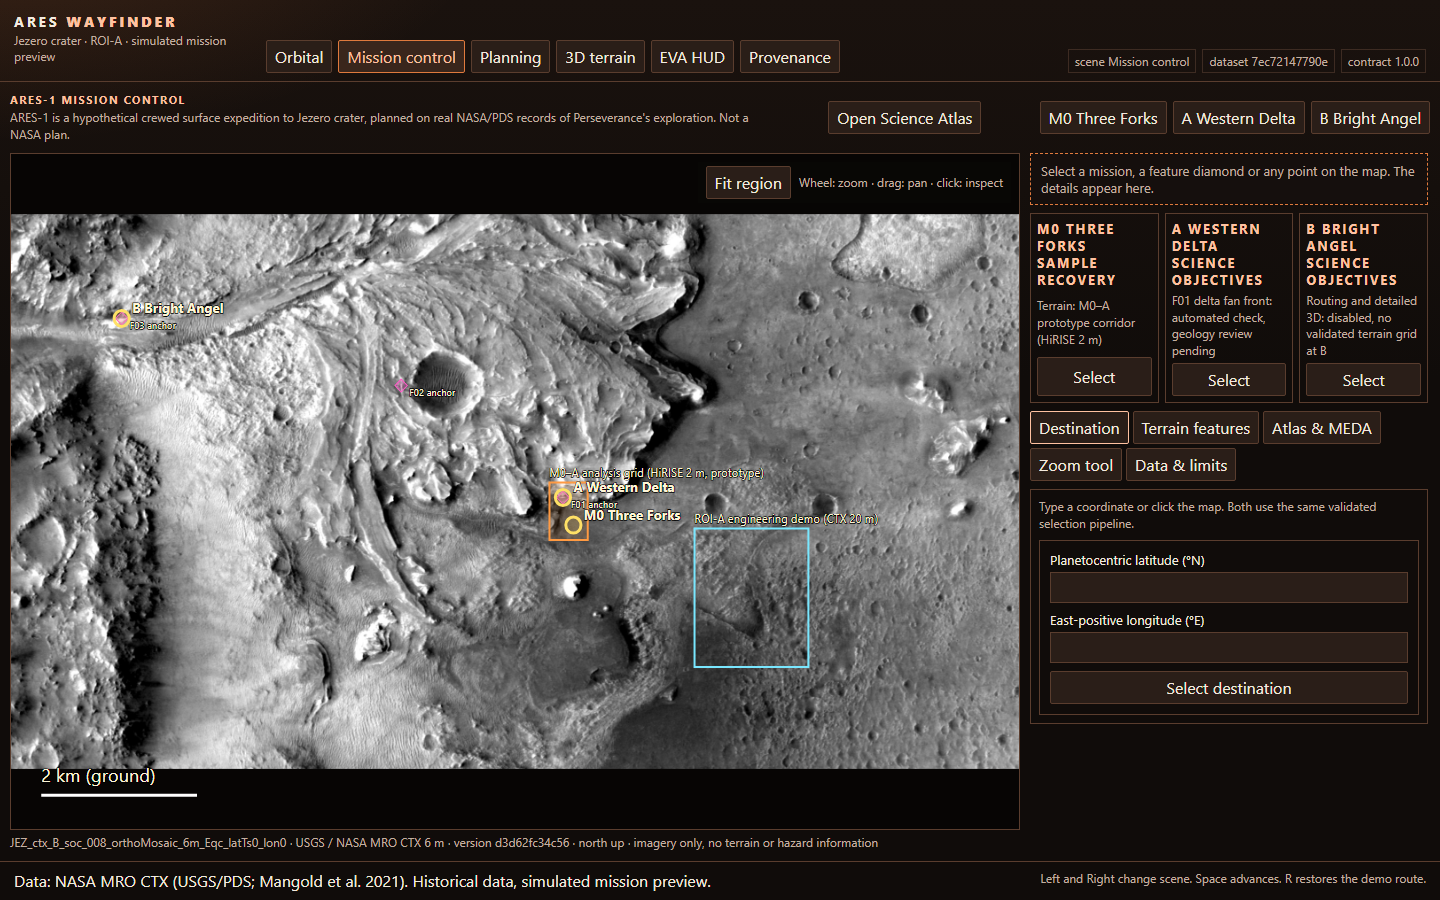 ARES WAYFINDER
Jezero crater · ROI-A · simulated mission
preview
Orbital
Mission control
Planning
3D terrain
EVA HUD
Provenance
scene Mission control
dataset 7ec72147790e
contract 1.0.0
ARES-1 MISSION CONTROL
ARES-1 is a hypothetical crewed surface expedition to Jezero crater, planned on real NASA/PDS records of Perseverance's exploration. Not a
NASA plan.
Open Science Atlas
M0 Three Forks
A Western Delta
B Bright Angel
Fit region
Wheel: zoom · drag: pan · click: inspect
B Bright Angel
F03 anchor
F02 anchor
M0–A analysis grid (HiRISE 2 m, prototype)
A Western Delta
F01 anchor
M0 Three Forks
ROI-A engineering demo (CTX 20 m)
2 km (ground)
Select a mission, a feature diamond or any point on the map. The
details appear here.
M0 THREE
FORKS
SAMPLE
RECOVERY
Terrain: M0–A
prototype corridor
(HiRISE 2 m)
Select
A WESTERN
DELTA
SCIENCE
OBJECTIVES
F01 delta fan front:
automated check,
geology review
pending
Select
B BRIGHT
ANGEL
SCIENCE
OBJECTIVES
Routing and detailed
3D: disabled, no
validated terrain grid
at B
Select
Destination
Terrain features
Atlas & MEDA
Zoom tool
Data & limits
Type a coordinate or click the map. Both use the same validated
selection pipeline.
Planetocentric latitude (°N)
East-positive longitude (°E)
Select destination
JEZ_ctx_B_soc_008_orthoMosaic_6m_Eqc_latTs0_lon0 · USGS / NASA MRO CTX 6 m · version d3d62fc34c56 · north up · imagery only, no terrain or hazard information
Data: NASA MRO CTX (USGS/PDS; Mangold et al. 2021). Historical data, simulated mission preview.
Left and Right change scene. Space advances. R restores the demo route.